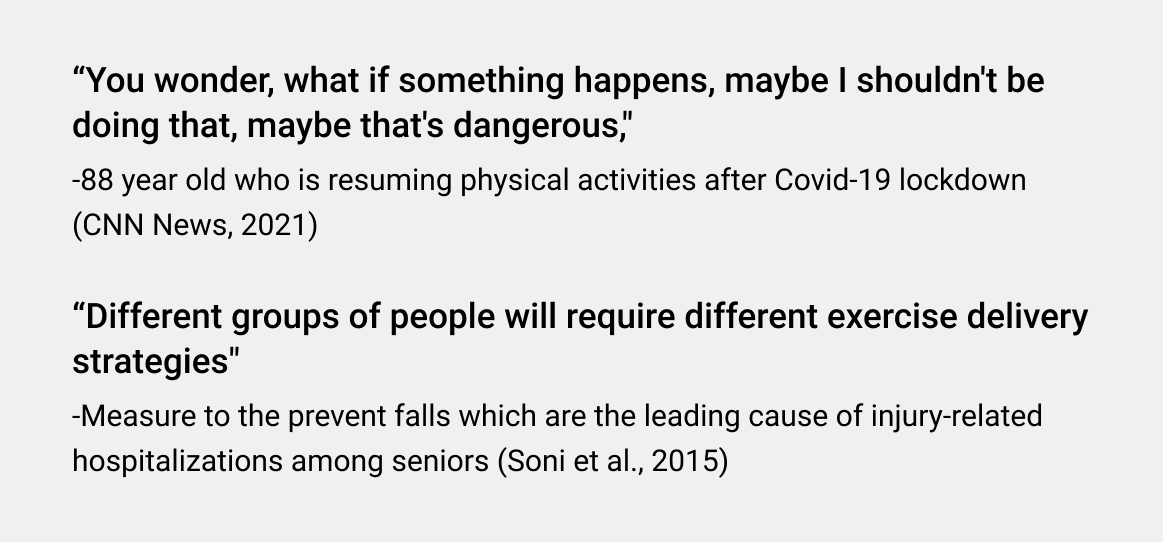 “You wonder, what if something happens, maybe I shouldn't be
doing that, maybe that's dangerous,"
-88 year old who is resuming physical activities after Covid-19 lockdown
(CNN News, 2021)
“Different groups of people will require different exercise delivery
strategies"
-Measure to the prevent falls which are the leading cause of injury-related
hospitalizations among seniors (Soni et al., 2015)